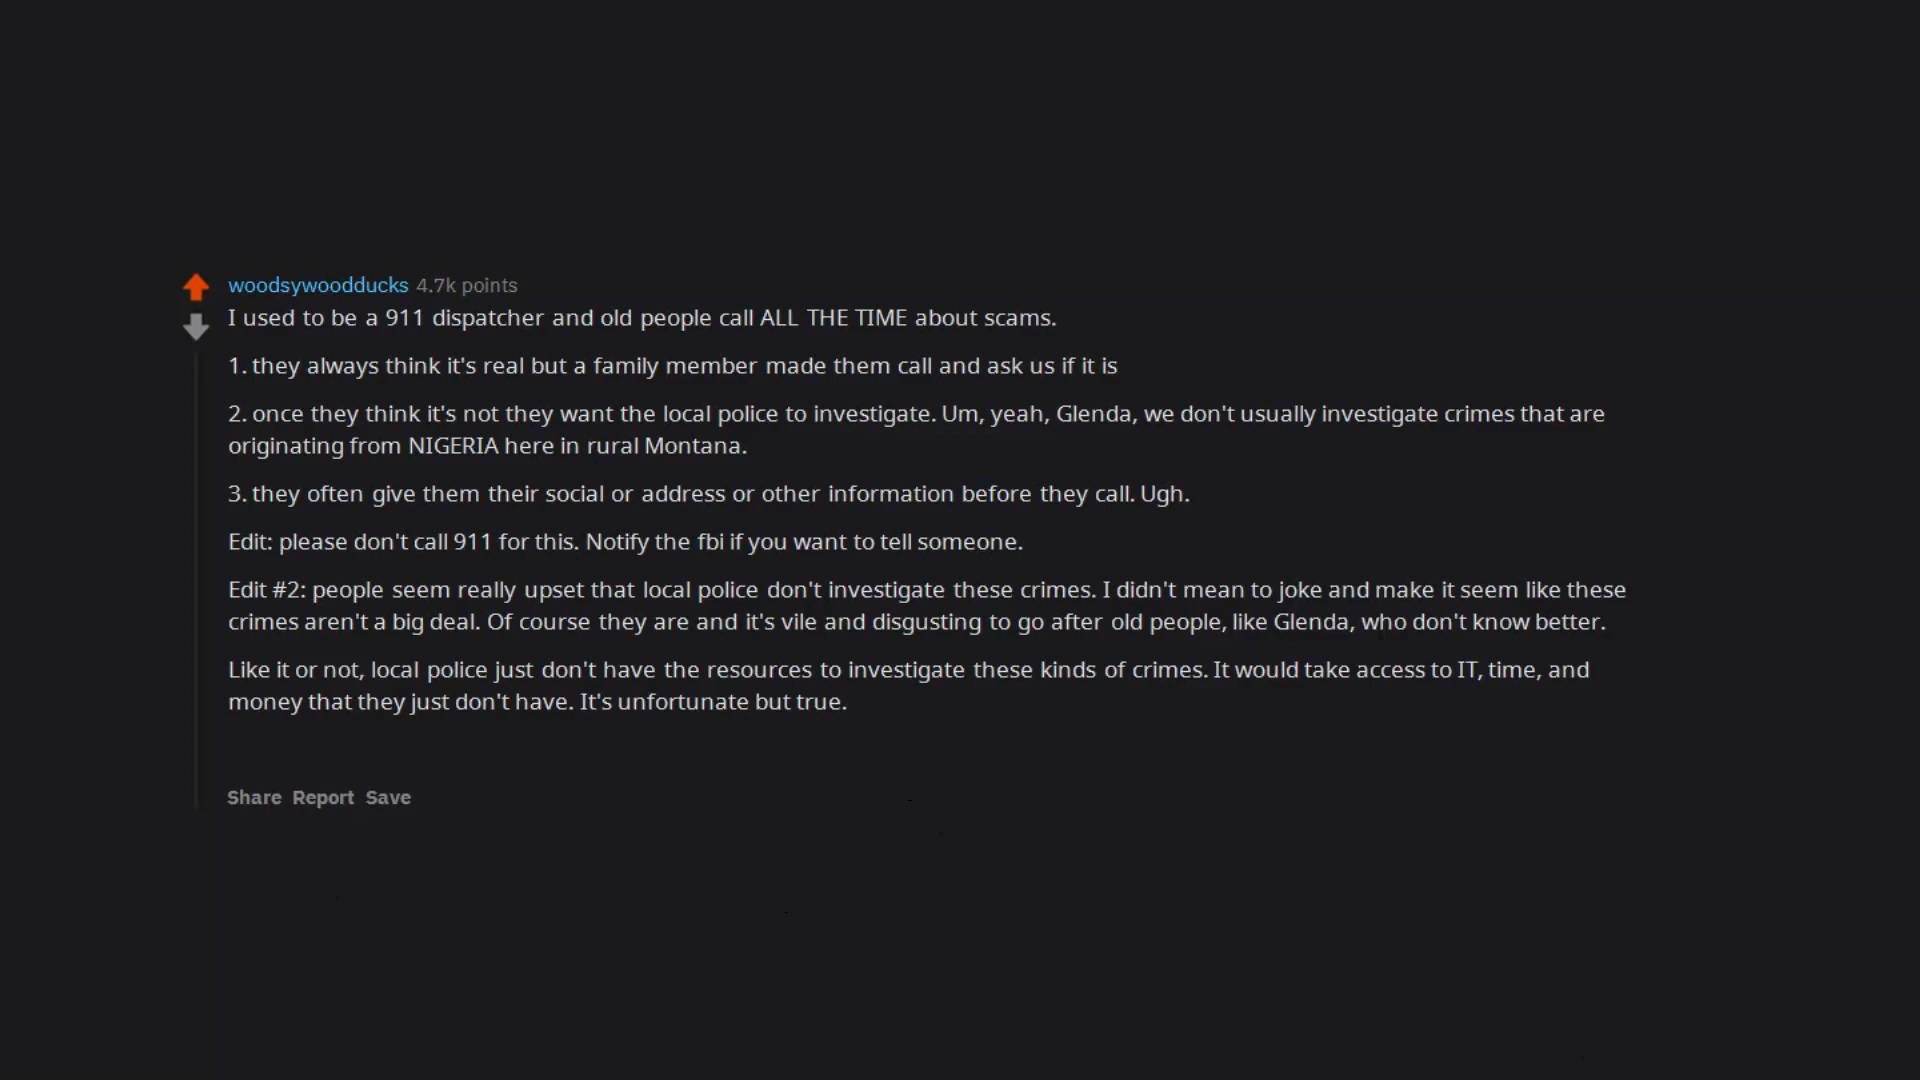 woodsywoodducks 4.7k points
I used to be a 911 dispatcher and old people call ALL THE TIME about scams.
1. they always think it's real but a family member made them call and ask us if it is
2. once they think it's not they want the local police to investigate. Um, yeah, Glenda, we don't usually investigate crimes that are
originating from NIGERIA here in rural Montana.
3. they often give them their social or address or other information before they call. Ugh.
Edit: please don't call 911 for this. Notify the fbi if you want to tell someone.
Edit #2: people seem really upset that local police don't investigate these crimes. I didn't mean to joke and make it seem like these
crimes aren't a big deal. Of course they are and it's vile and disgusting to go after old people, like Glenda, who don't know better.
Like it or not, local police just don't have the resources to investigate these kinds of crimes. It would take access to IT, time, and
money that they just don't have. It's unfortunate but true.
Share Report Save